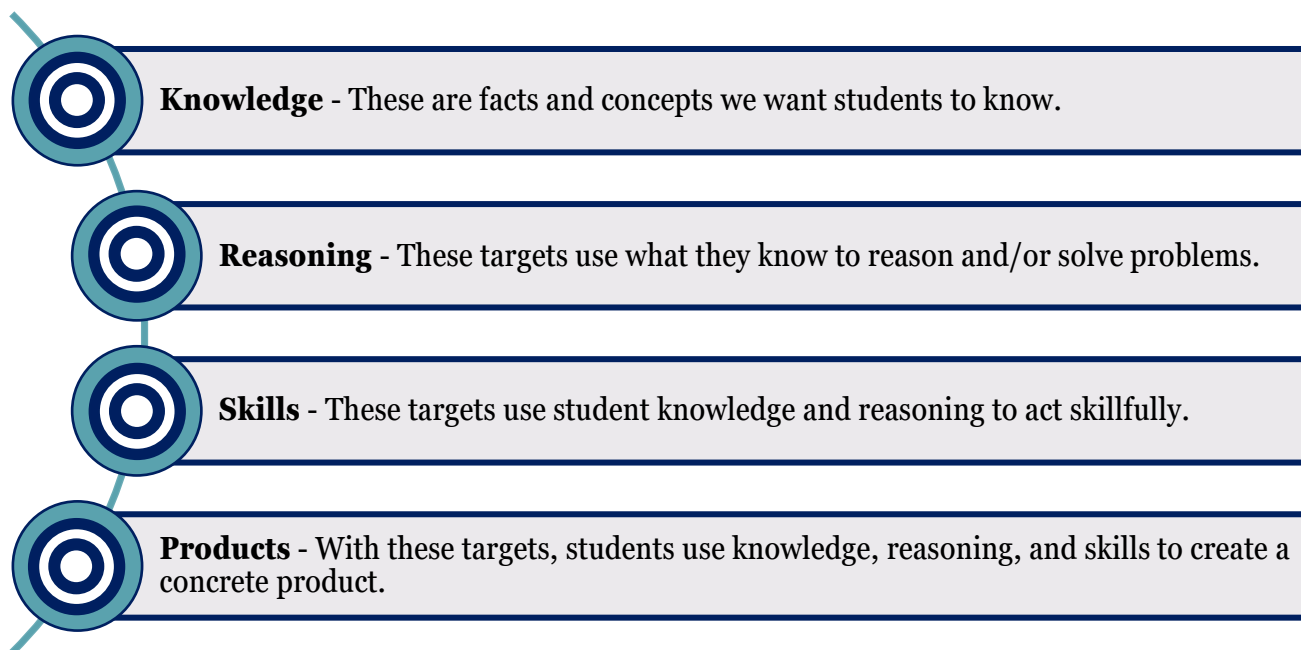 Knowledge - These are facts and concepts we want students to know.
Reasoning - These targets use what they know to reason and/or solve problems.
Skills - These targets use student knowledge and reasoning to act skillfully.
Products - With these targets, students use knowledge, reasoning, and skills to create a
concrete product.